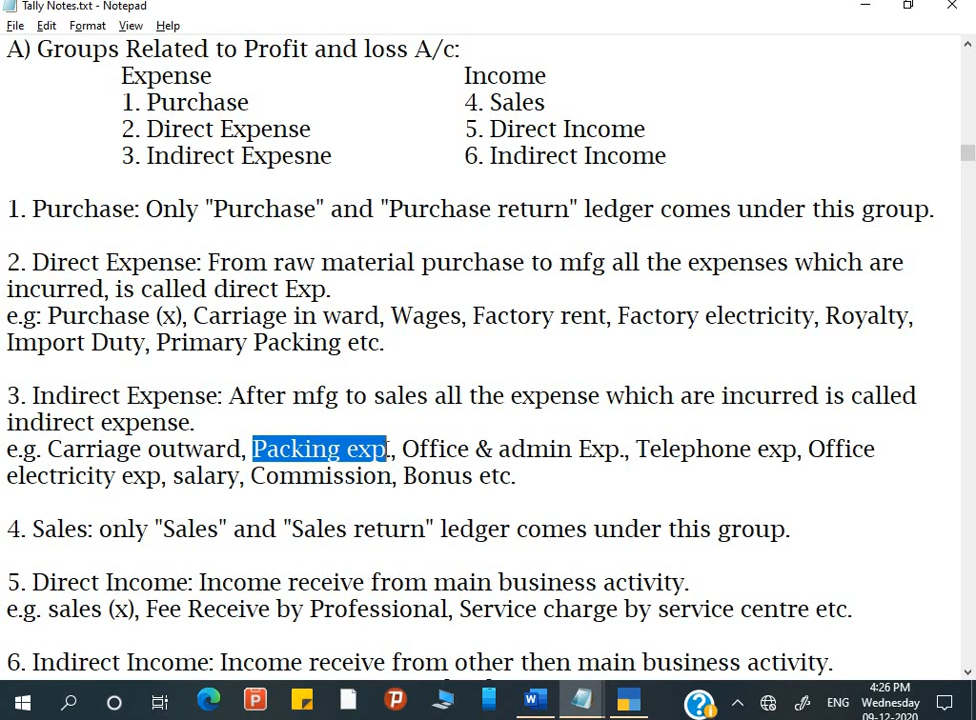 Tally Notes.txt - Notepad
File Edit Format View Help
A) Groups Related to Profit and loss A/c:
Expense Income
1. Purchase 4. Sales
2. Direct Expense 5. Direct Income
3. Indirect Expesne 6. Indirect Income
1. Purchase: Only "Purchase" and "Purchase return" ledger comes under this group.
2. Direct Expense: From raw material purchase to mfg all the expenses which are
incurred, is called direct Exp.
e.g: Purchase (x), Carriage in ward, Wages, Factory rent, Factory electricity, Royalty,
Import Duty, Primary Packing etc.
3. Indirect Expense: After mfg to sales all the expense which are incurred is called
indirect expense.
e.g. Carriage outward, Packing exp., Office & admin Exp., Telephone exp, Office
electricity exp, salary, Commission, Bonus etc.
4. Sales: only "Sales" and "Sales return" ledger comes under this group.
5. Direct Income: Income receive from main business activity.
e.g. sales (x), Fee Receive by Professional, Service charge by service centre etc.
6. Indirect Income: Income receive from other then main business activity.
4:26 PM
ENG Wednesday
09-12-2020